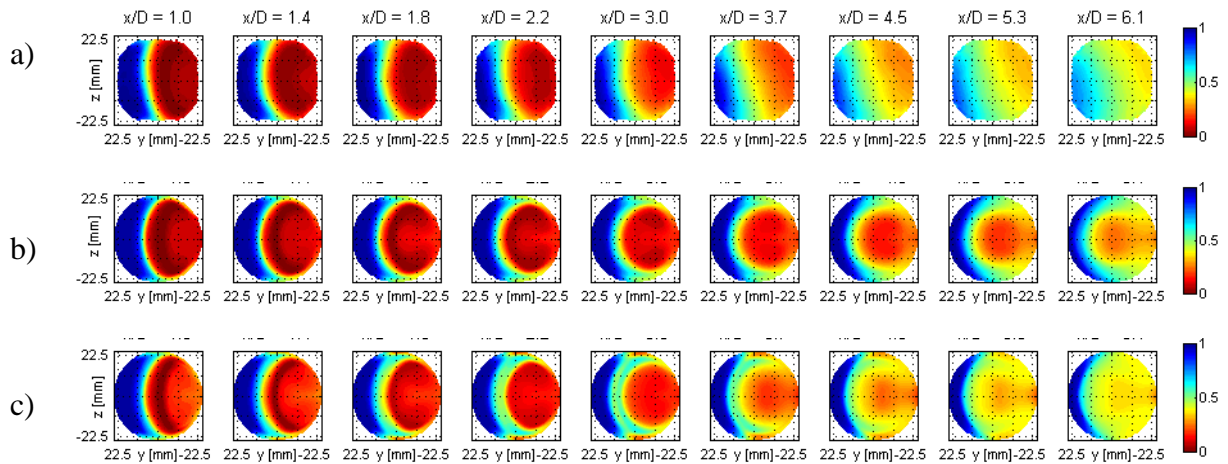 x/D = 1.0 x/D = 1.4 x/D = 1.8 x/D = 2.2 x/D = 3.0 x/D = 3.7 x/D = 4.5 x/D = 5.3 x/D = 6.1
a) 22.5 z [mm] -22.5 1 0.5 0
22.5 y [mm]-22.5 22.5 y [mm]-22.5 22.5 y [mm]-22.5 22.5 y [mm]-22.5 22.5 y [mm]-22.5 22.5 y [mm]-22.5 22.5 y [mm]-22.5 22.5 y [mm]-22.5 22.5 y [mm]-22.5
b) 22.5 z [mm] -22.5 1 0.5 0
22.5 y [mm]-22.5 22.5 y [mm]-22.5 22.5 y [mm]-22.5 22.5 y [mm]-22.5 22.5 y [mm]-22.5 22.5 y [mm]-22.5 22.5 y [mm]-22.5 22.5 y [mm]-22.5 22.5 y [mm]-22.5
c) 22.5 z [mm] -22.5 1 0.5 0
22.5 y [mm]-22.5 22.5 y [mm]-22.5 22.5 y [mm]-22.5 22.5 y [mm]-22.5 22.5 y [mm]-22.5 22.5 y [mm]-22.5 22.5 y [mm]-22.5 22.5 y [mm]-22.5 22.5 y [mm]-22.5